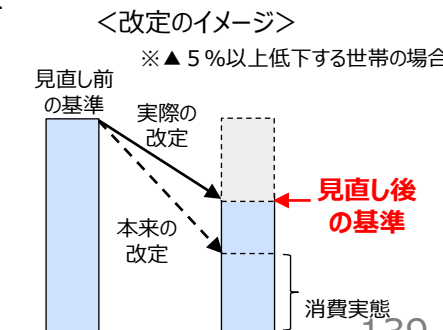 ＜改定のイメージ＞
※▲５%以上低下する世帯の場合
見直し前
の基準
実際の
改定
見直し後
の基準
本来の
改定
消費実態
139